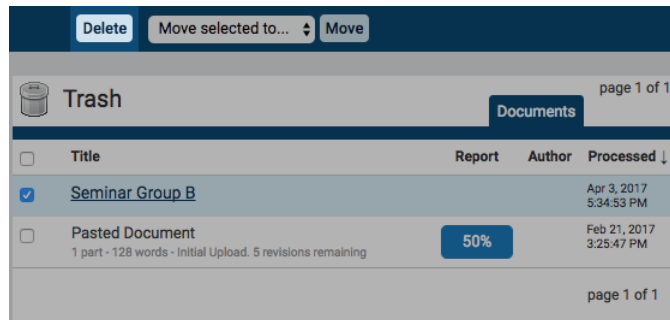 Delete Move selected to... Move
Trash
page 1 of 1
Documents
Title Report Author Processed ↓
Seminar Group B
Apr 3, 2017
5:34:53 PM
Pasted Document
1 part - 128 words - Initial Upload. 5 revisions remaining
50%
Feb 21, 2017
3:25:47 PM
page 1 of 1